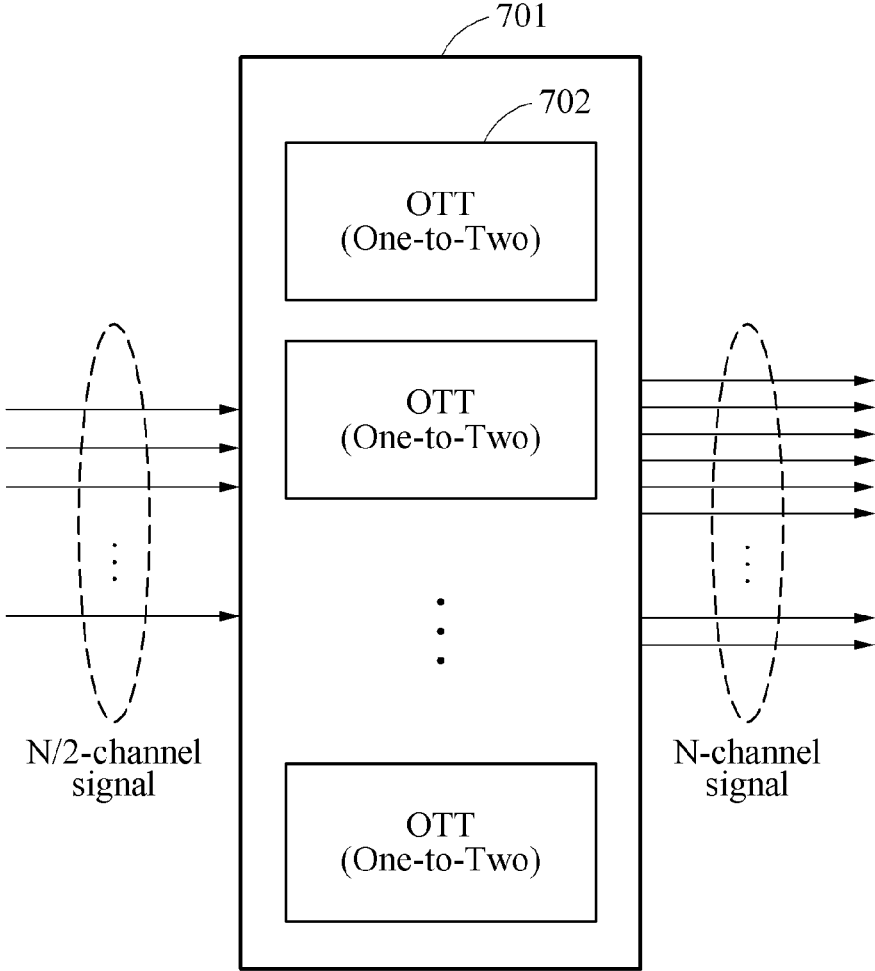 701
702
OTT
(One-to-Two)
OTT
(One-to-Two)
N/2-channel
signal
N-channel
signal
OTT
(One-to-Two)